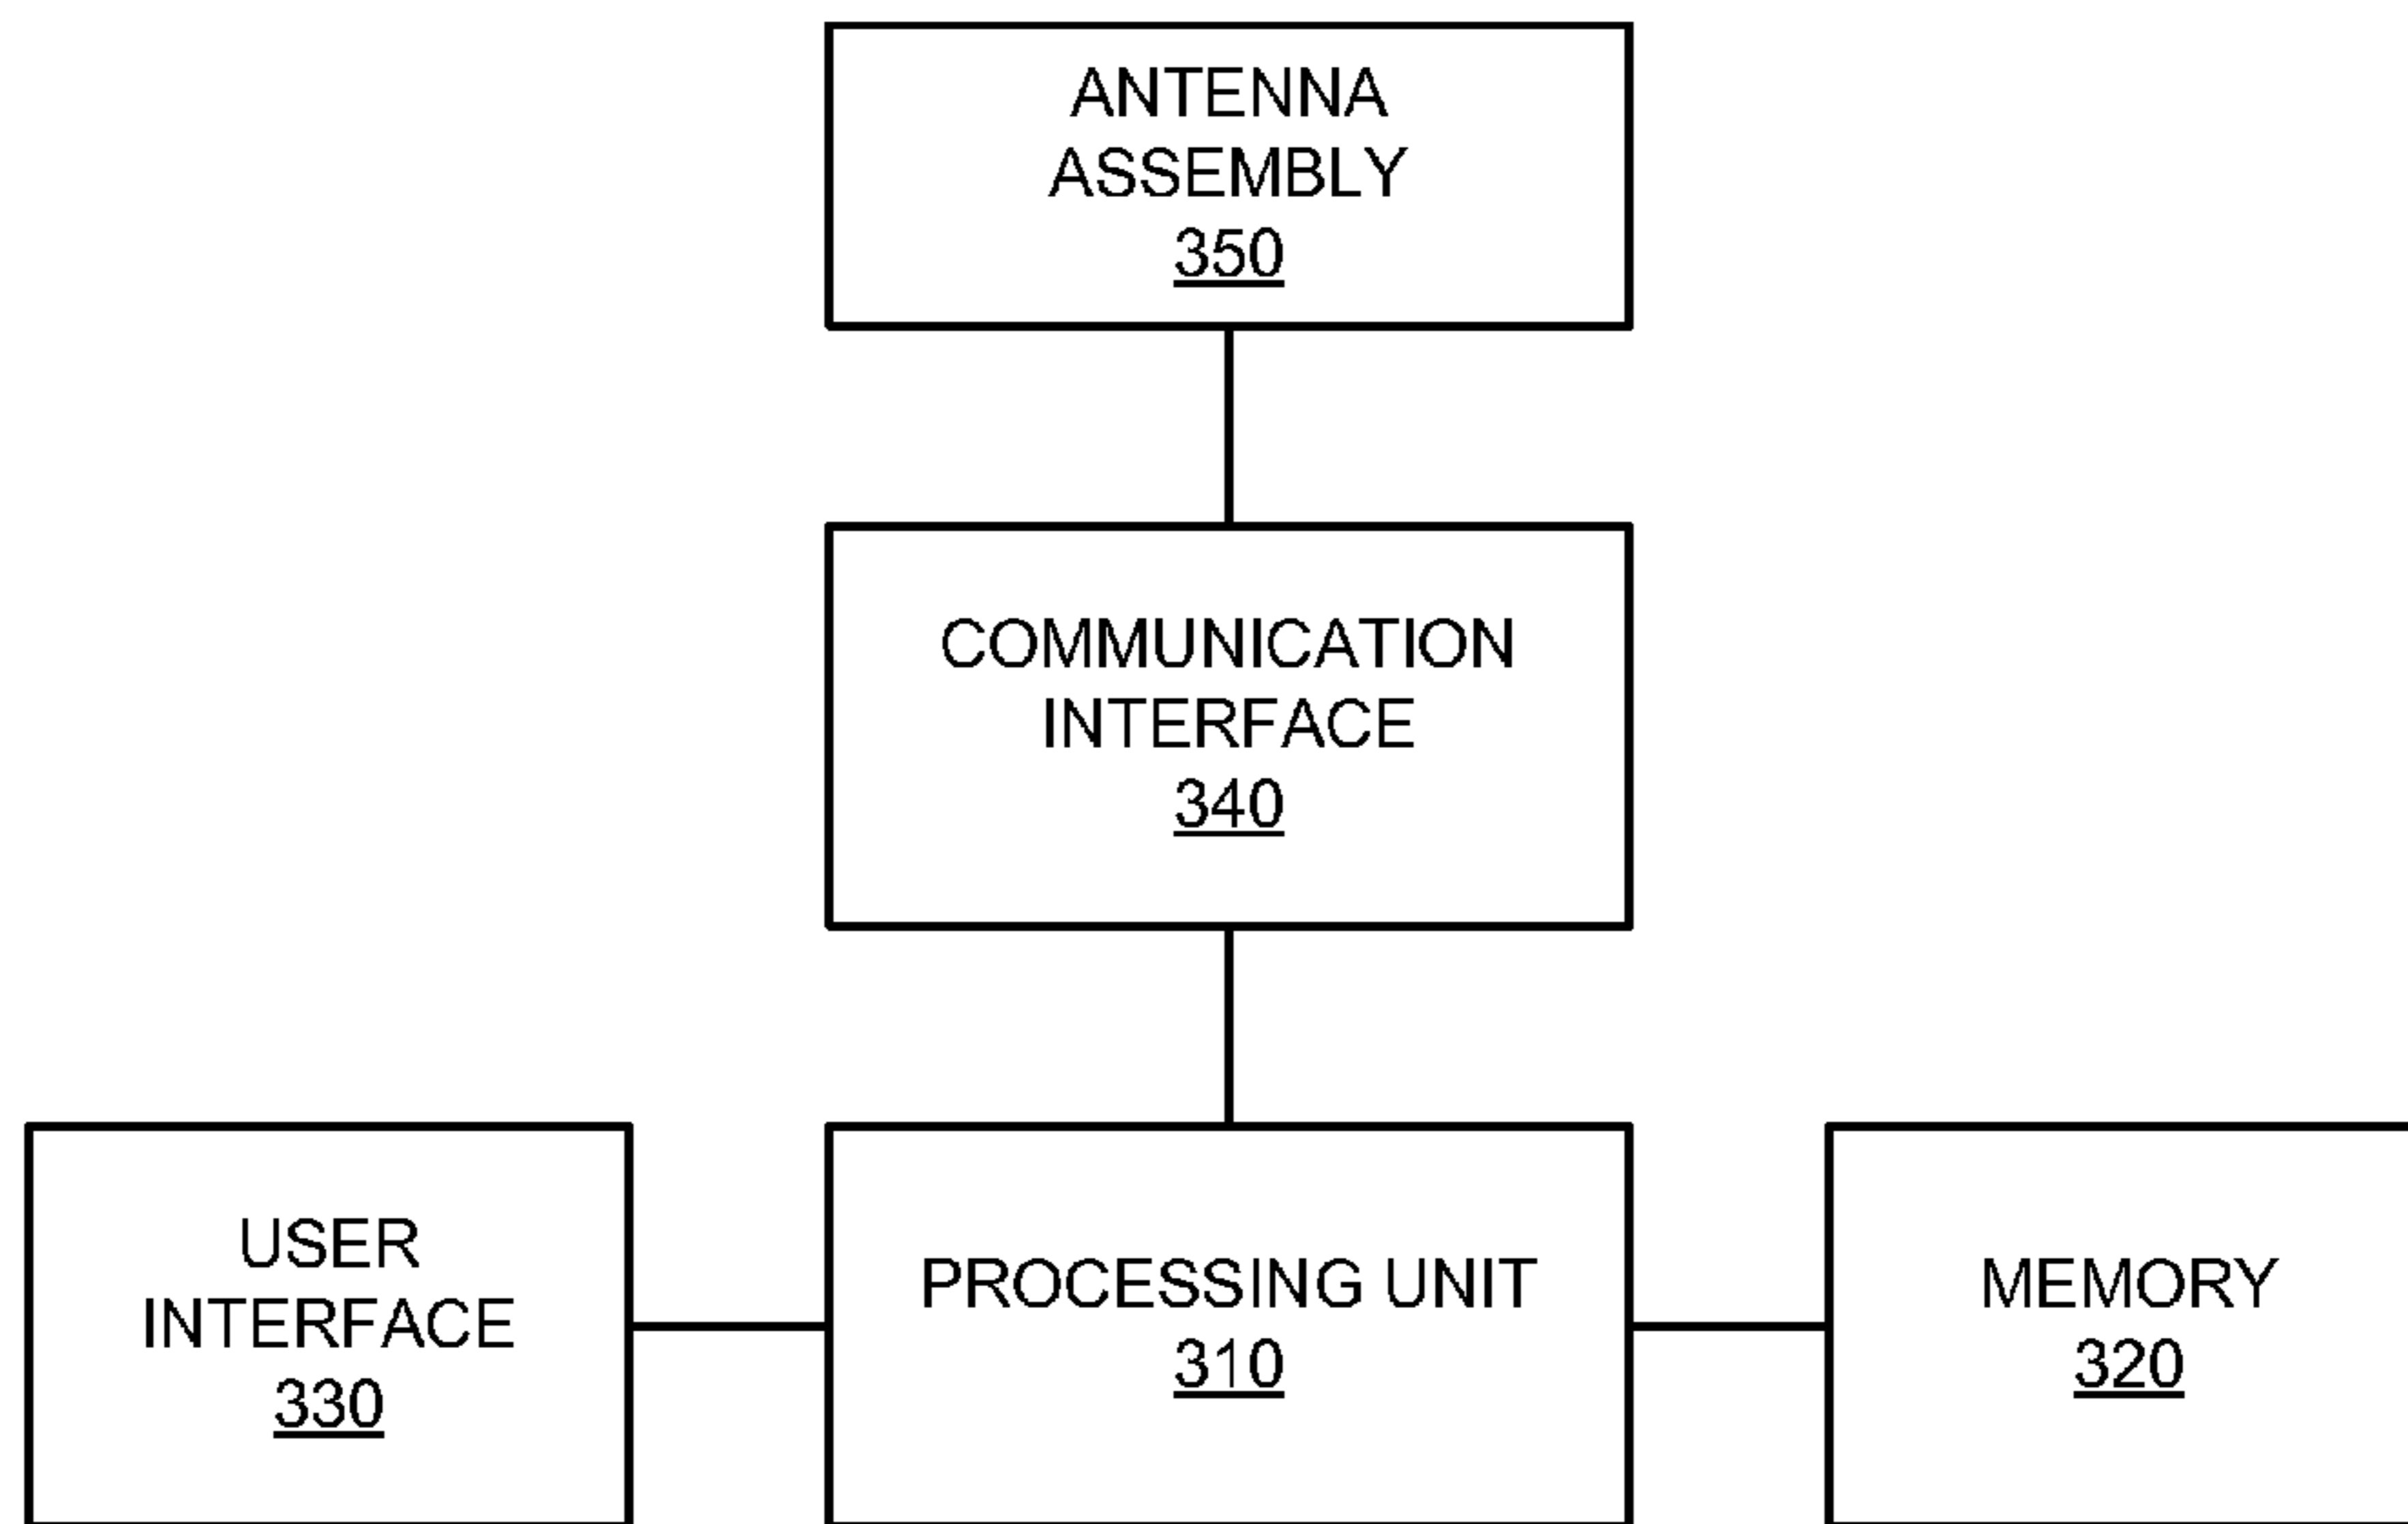 ANTENNA
ASSEMBLY
350
COMMUNICATION
INTERFACE
340
USER
INTERFACE
330
PROCESSING UNIT
310
MEMORY
320